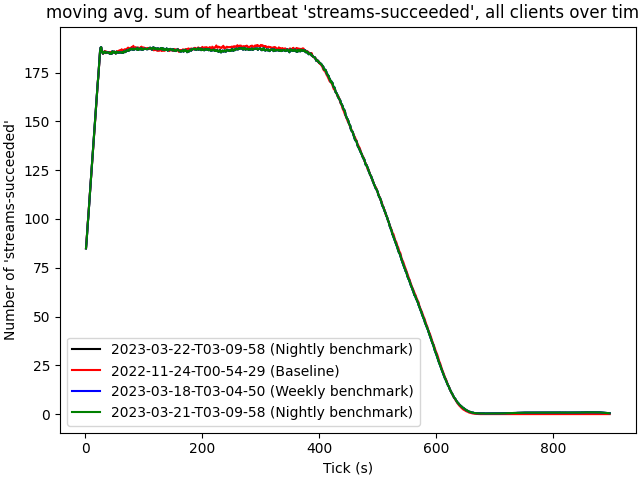 moving avg. sum of heartbeat 'streams-succeeded', all clients over tim
Number of 'streams-succeeded'
175
150
125
100
75
50
25
0
2023-03-22-T03-09-58 (Nightly benchmark)
2022-11-24-T00-54-29 (Baseline)
2023-03-18-T03-04-50 (Weekly benchmark)
2023-03-21-T03-09-58 (Nightly benchmark)
0 200 400 600 800
Tick (s)